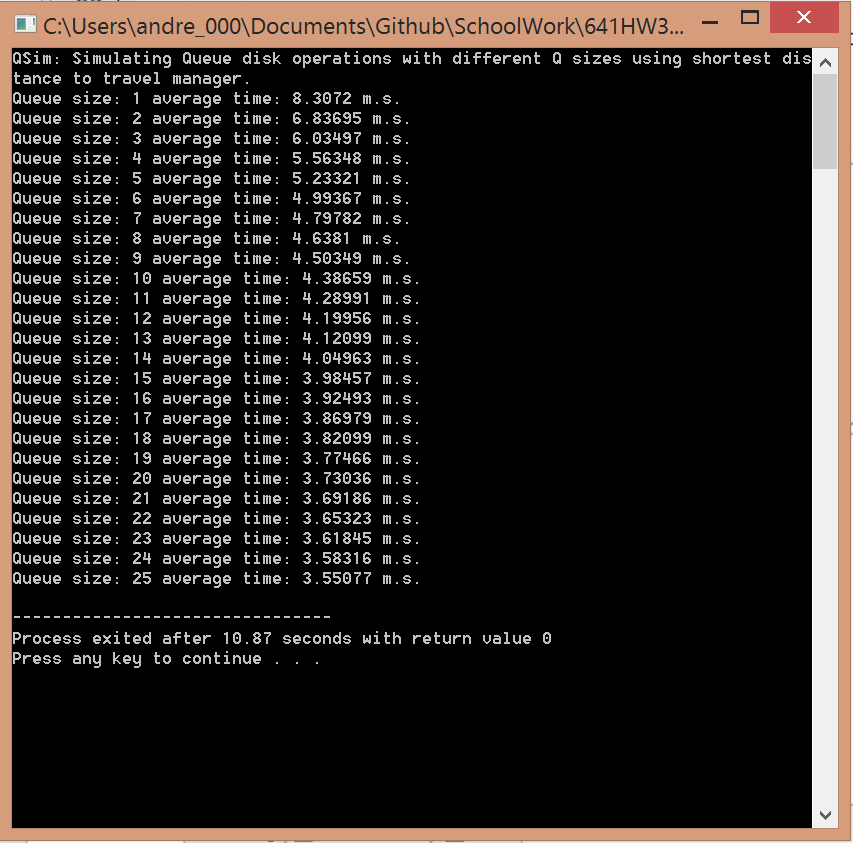 C:\Users\andre_000\Documents\Github\SchoolWork\641HW3...
QSim: Simulating Queue disk operations with different Q sizes using shortest dis
tance to travel manager.
Queue size: 1 average time: 8.3072 m.s.
Queue size: 2 average time: 6.83695 m.s.
Queue size: 3 average time: 6.03497 m.s.
Queue size: 4 average time: 5.56348 m.s.
Queue size: 5 average time: 5.23321 m.s.
Queue size: 6 average time: 4.99367 m.s.
Queue size: 7 average time: 4.79782 m.s.
Queue size: 8 average time: 4.6381 m.s.
Queue size: 9 average time: 4.50349 m.s.
Queue size: 10 average time: 4.38659 m.s.
Queue size: 11 average time: 4.28991 m.s.
Queue size: 12 average time: 4.19956 m.s.
Queue size: 13 average time: 4.12099 m.s.
Queue size: 14 average time: 4.04963 m.s.
Queue size: 15 average time: 3.98457 m.s.
Queue size: 16 average time: 3.92493 m.s.
Queue size: 17 average time: 3.86979 m.s.
Queue size: 18 average time: 3.82099 m.s.
Queue size: 19 average time: 3.77466 m.s.
Queue size: 20 average time: 3.73036 m.s.
Queue size: 21 average time: 3.69186 m.s.
Queue size: 22 average time: 3.65323 m.s.
Queue size: 23 average time: 3.61845 m.s.
Queue size: 24 average time: 3.58316 m.s.
Queue size: 25 average time: 3.55077 m.s.
--------------------------------
Process exited after 10.87 seconds with return value 0
Press any key to continue . . .